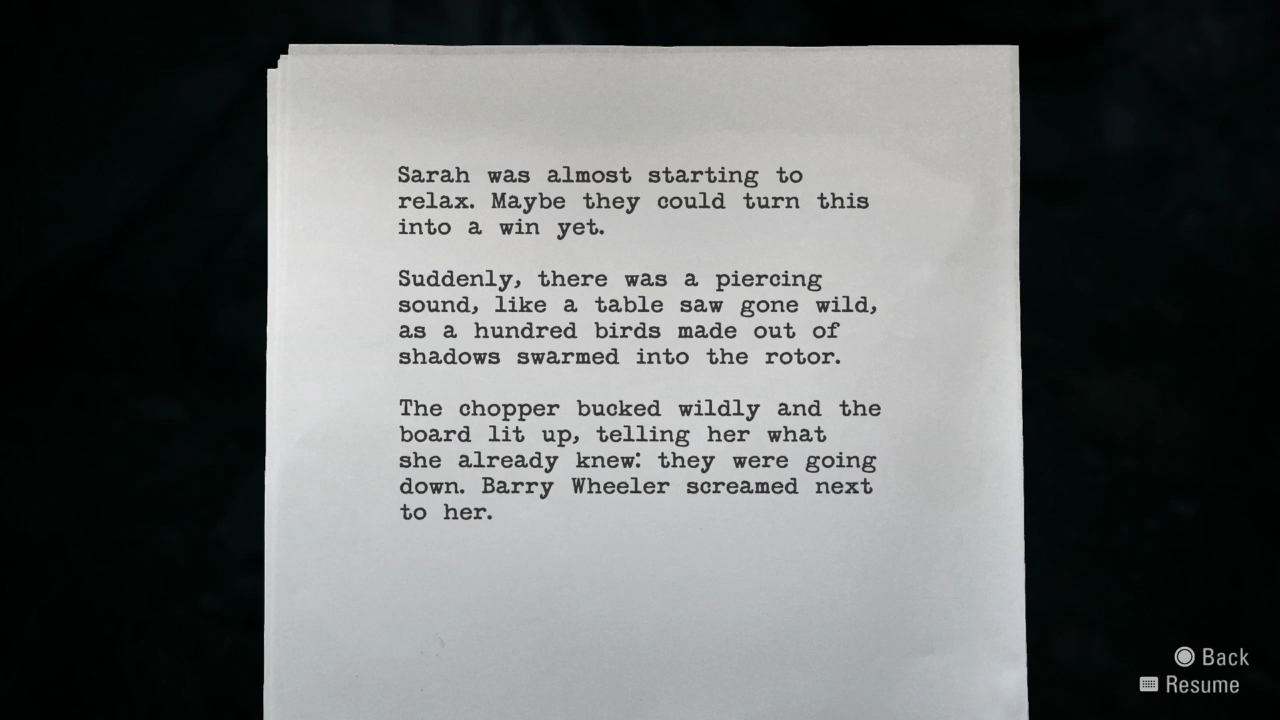 Sarah was almost starting to
relax. Maybe they could turn this
into a win yet.
Suddenly, there was a piercing
sound, like a table saw gone wild,
as a hundred birds made out of
shadows swarmed into the rotor.
The chopper bucked wildly and the
board lit up, telling her what
she already knew: they were going
down. Barry Wheeler screamed next
to her.
Back
Resume